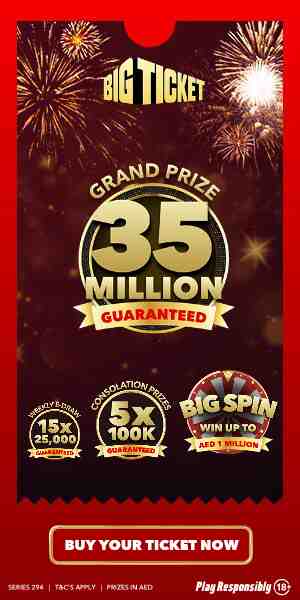 BIG TICKET
GRAND PRIZE
35
MILLION
GUARANTEED
WEEKLY E-DRAW
15x
25,000
GUARANTEED
CONSOLATION PRIZES
5x
100K
GUARANTEED
BIG SPIN
WIN UP TO
AED 1 MILLION
BUY YOUR TICKET NOW
SERIES 294 | T&C'S APPLY | PRIZES IN AED
Play Responsibly 18+